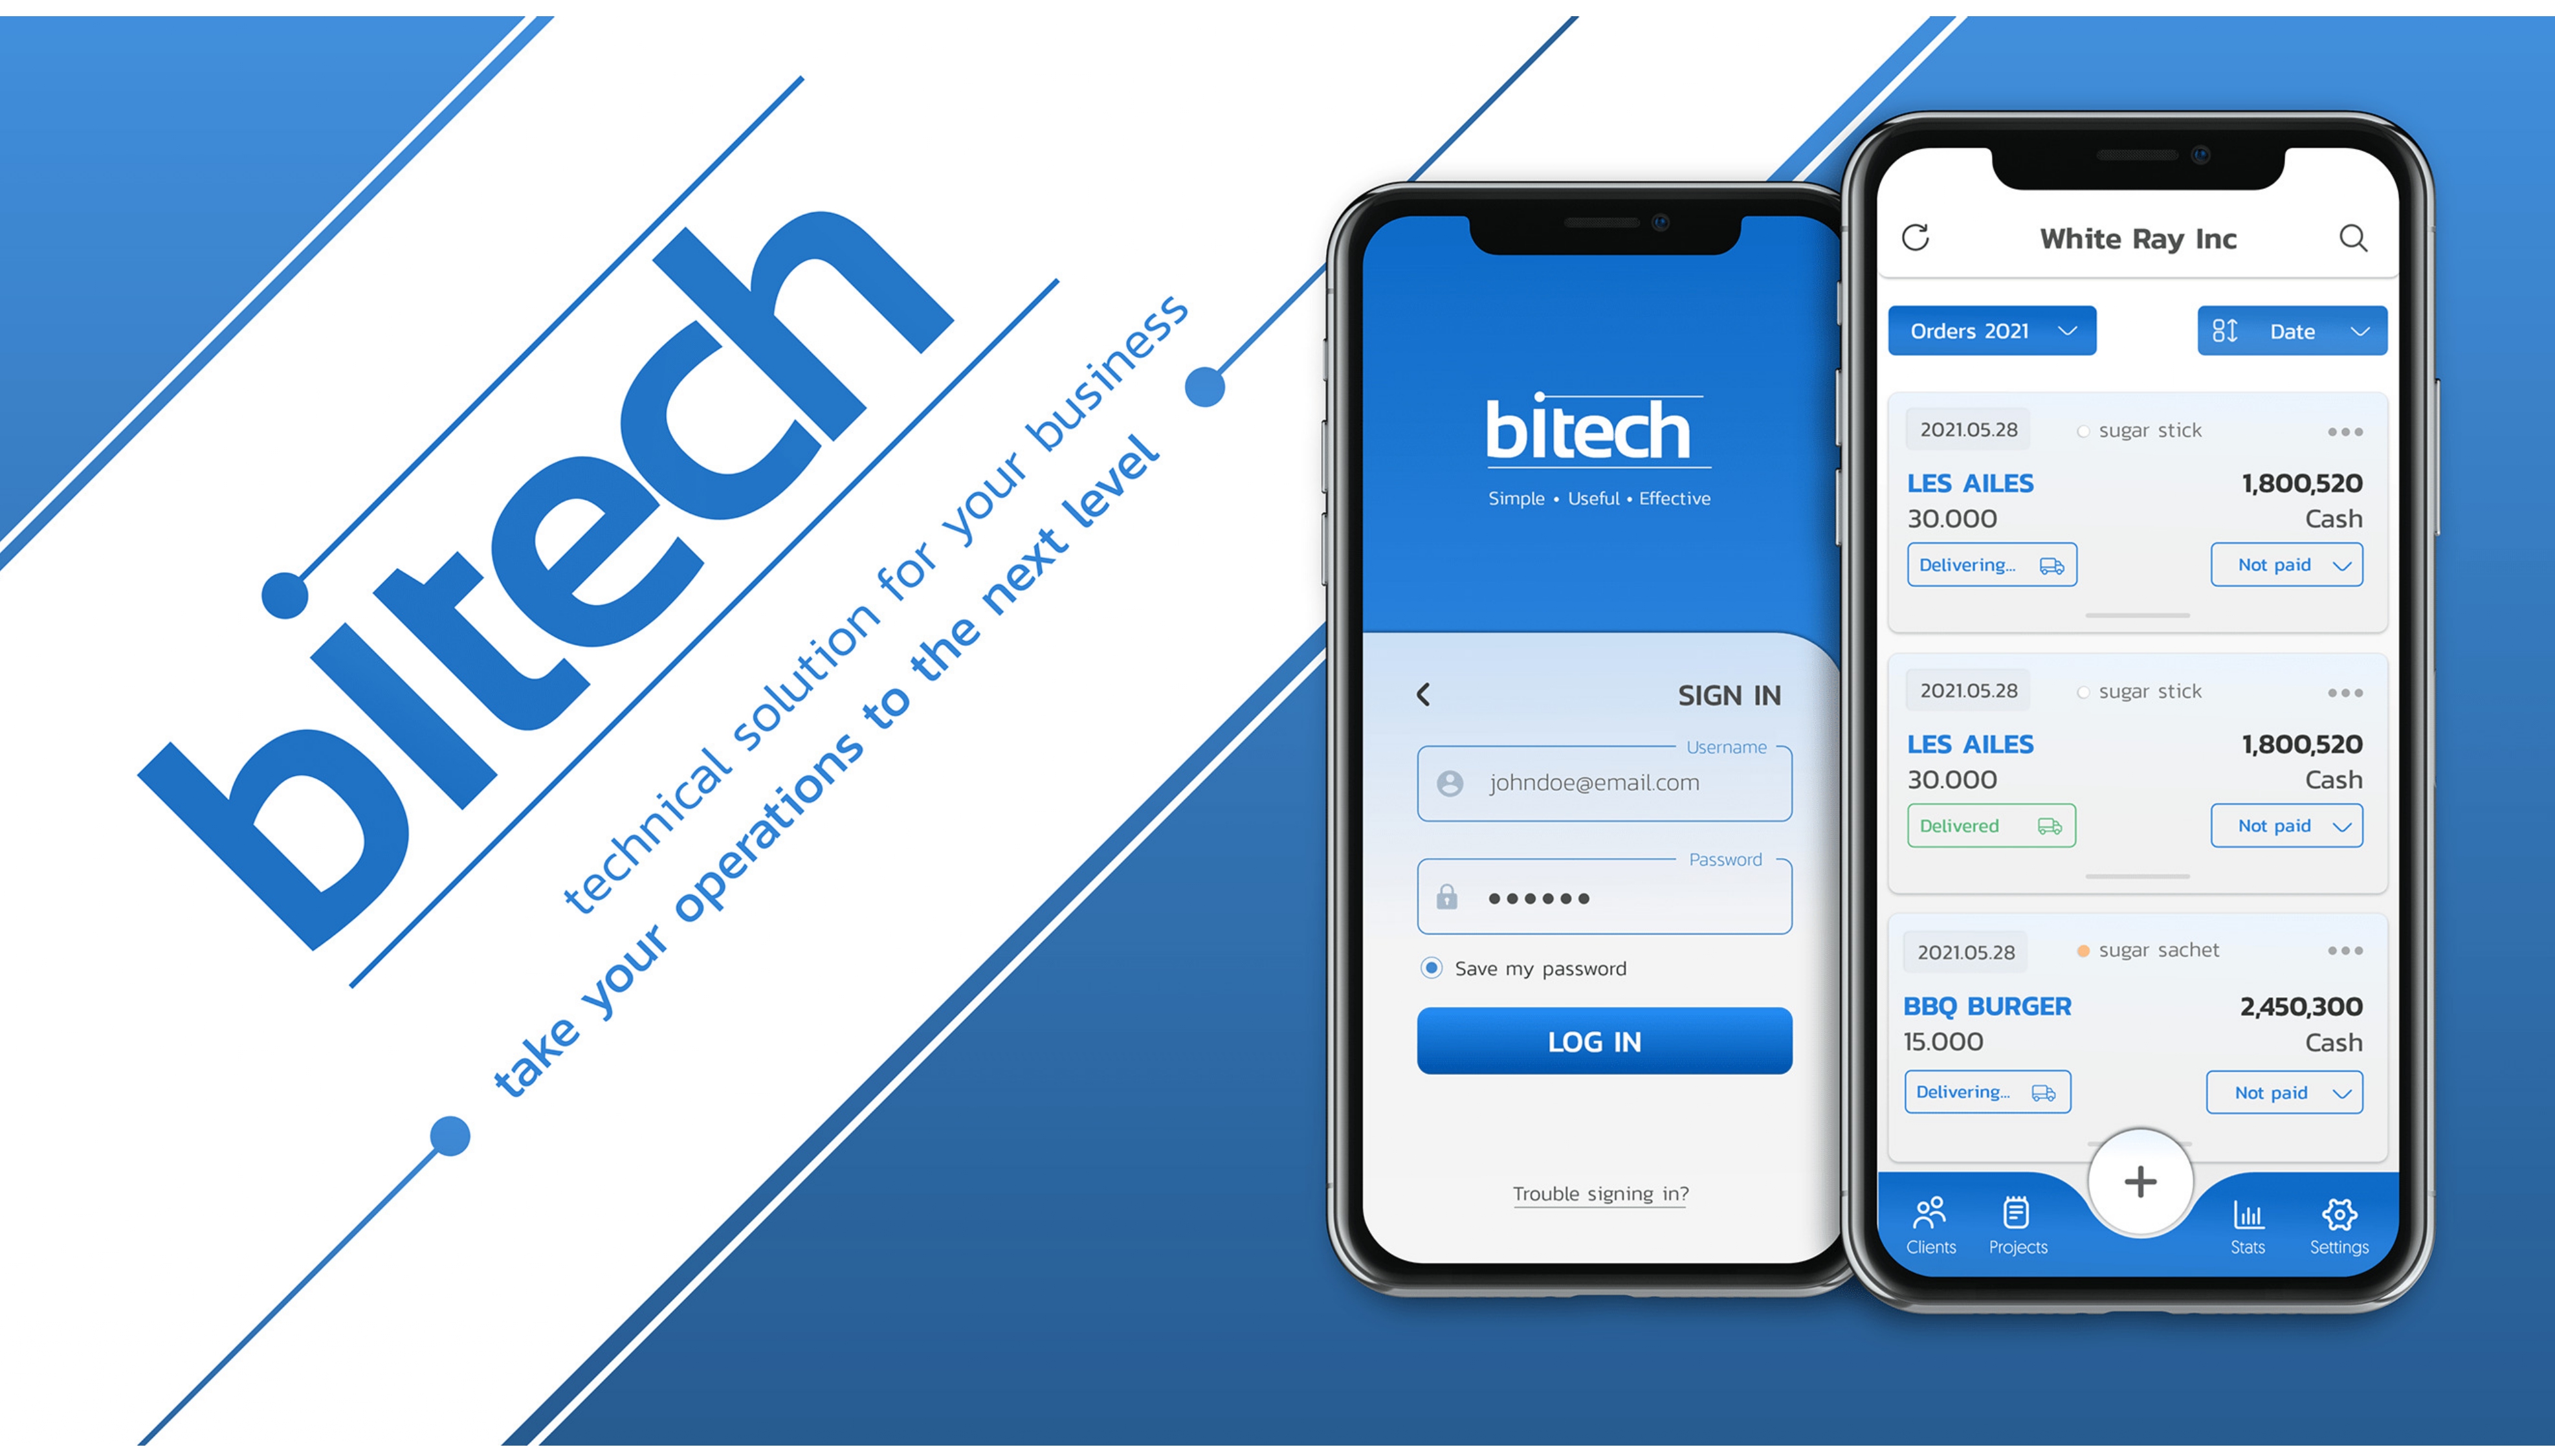 bitech
technical solution for your business
take your operations to the next level
bitech
Simple • Useful • Effective
SIGN IN
Username
johndoe@email.com
Password
Save my password
LOG IN
Trouble signing in?
White Ray Inc
Orders 2021
Date
2021.05.28 sugar stick
LES AILES 1,800,520
30.000 Cash
Delivering... Not paid
2021.05.28 sugar stick
LES AILES 1,800,520
30.000 Cash
Delivered Not paid
2021.05.28 sugar sachet
BBQ BURGER 2,450,300
15.000 Cash
Delivering... Not paid
+
Clients Projects Stats Settings